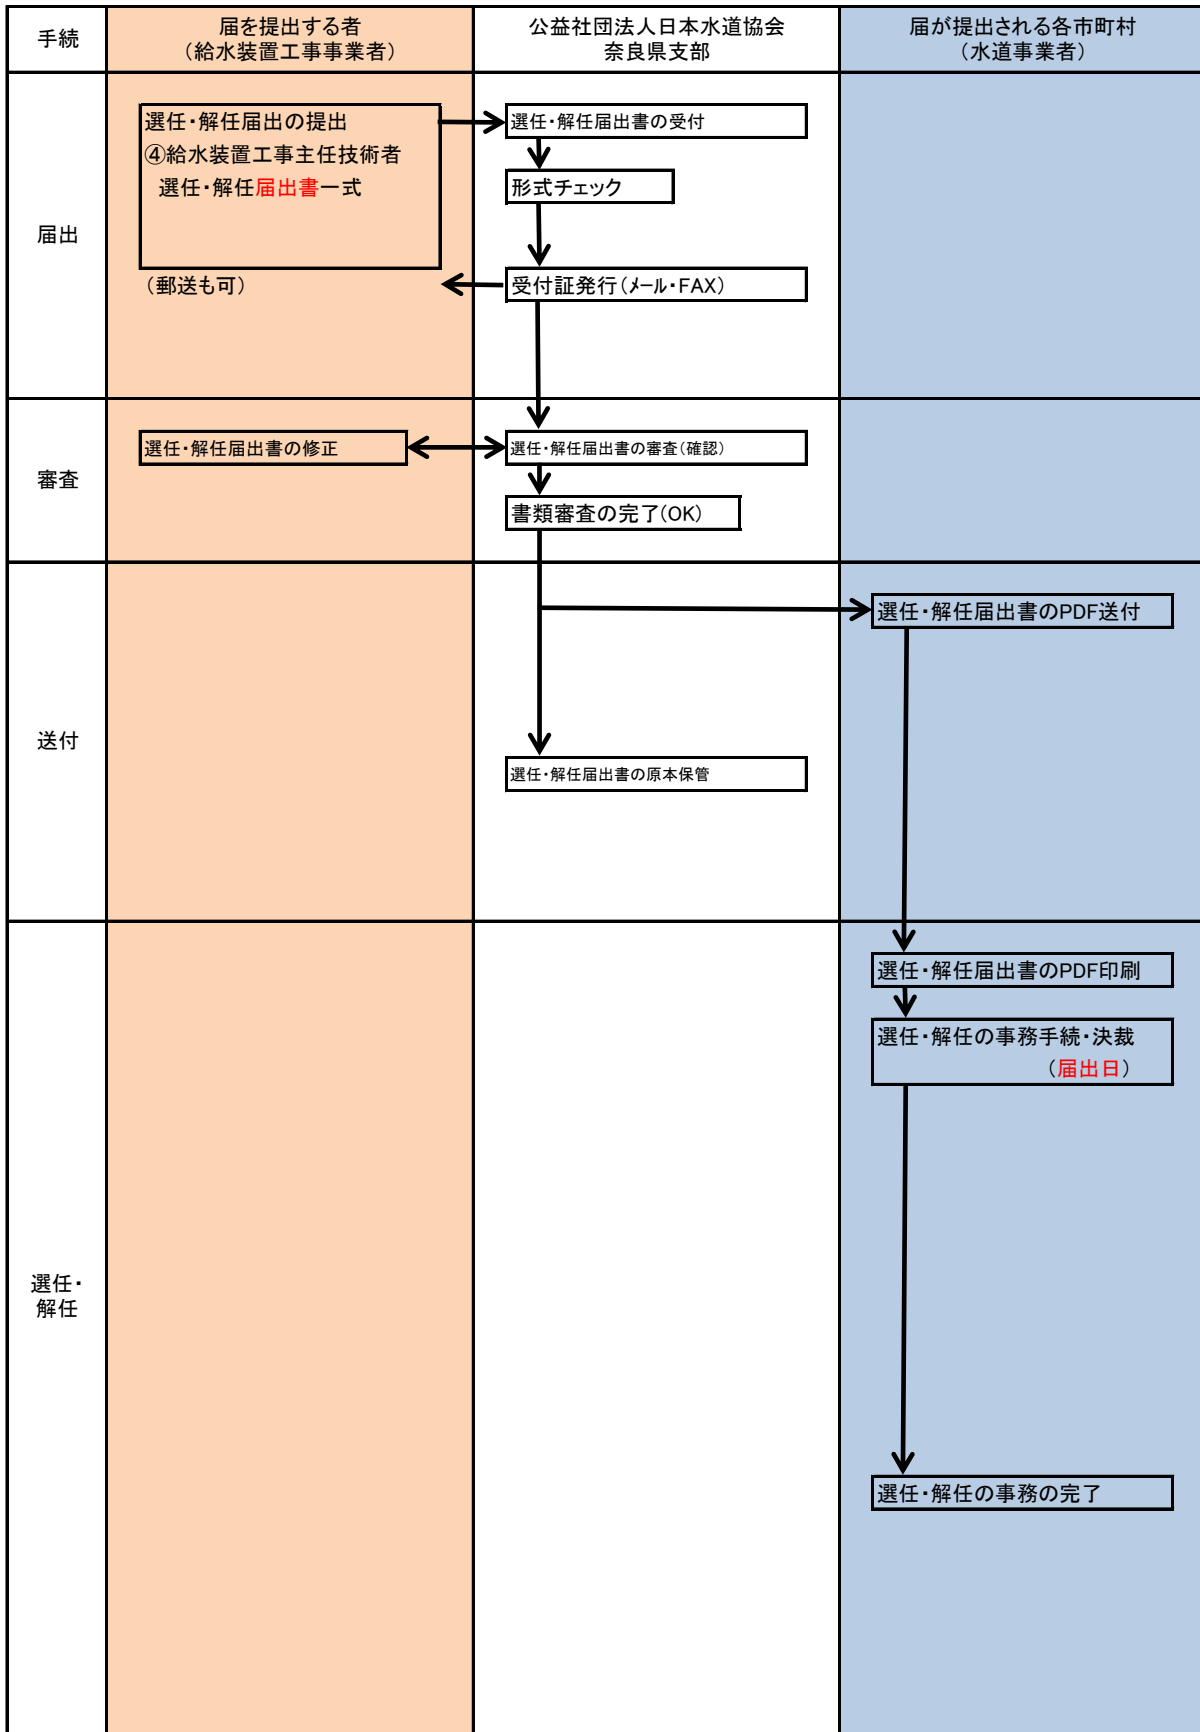 手続
届を提出する者
（給水装置工事事業者）
公益社団法人日本水道協会
奈良県支部
届が提出される各市町村
（水道事業者）
届出
選任・解任届出の提出
④給水装置工事主任技術者
選任・解任届出書一式
（郵送も可）
選任・解任届出書の受付
形式チェック
受付証発行（メール・FAX）
審査
選任・解任届出書の修正
選任・解任届出書の審査（確認）
書類審査の完了(OK)
送付
選任・解任届出書のPDF送付
選任・解任届出書の原本保管
選任・
解任
選任・解任届出書のPDF印刷
選任・解任の事務手続・決裁
（届出日）
選任・解任の事務の完了